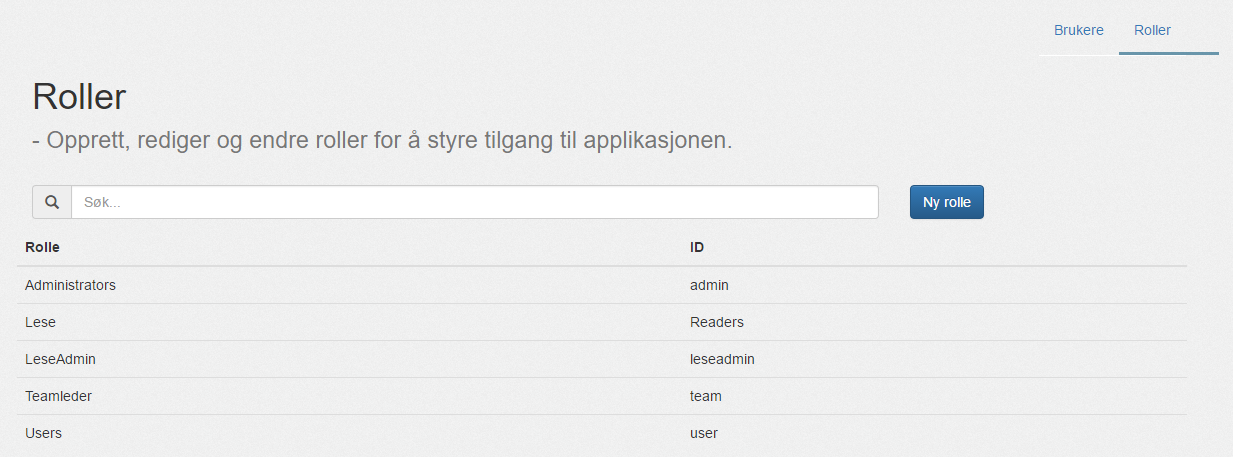 Brukere Roller
Roller
- Opprett, rediger og endre roller for å styre tilgang til applikasjonen.
Søk... Ny rolle
Rolle ID
Administrators admin
Lese Readers
LeseAdmin leseadmin
Teamleder team
Users user